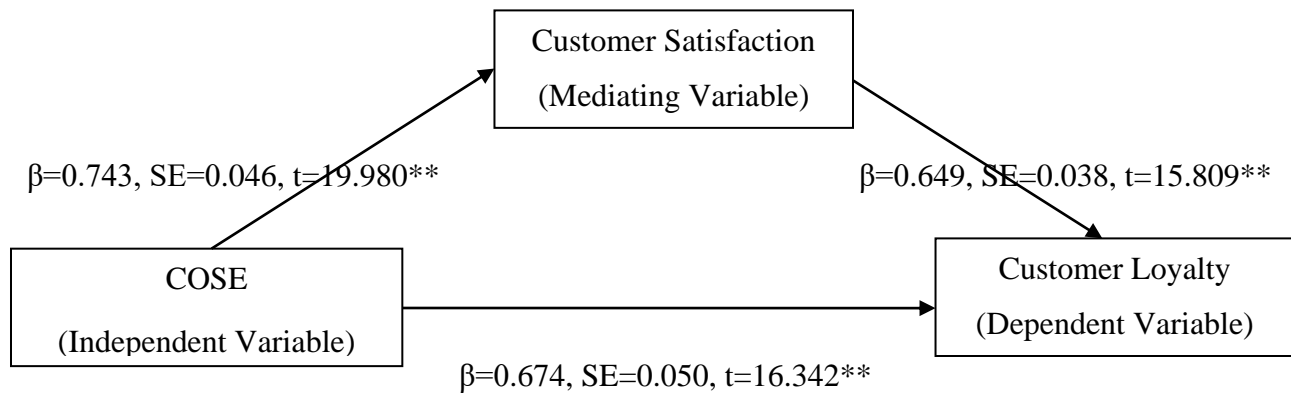 Customer Satisfaction
(Mediating Variable)
β=0.743, SE=0.046, t=19.980**
β=0.649, SE=0.038, t=15.809**
COSE
(Independent Variable)
Customer Loyalty
(Dependent Variable)
β=0.674, SE=0.050, t=16.342**